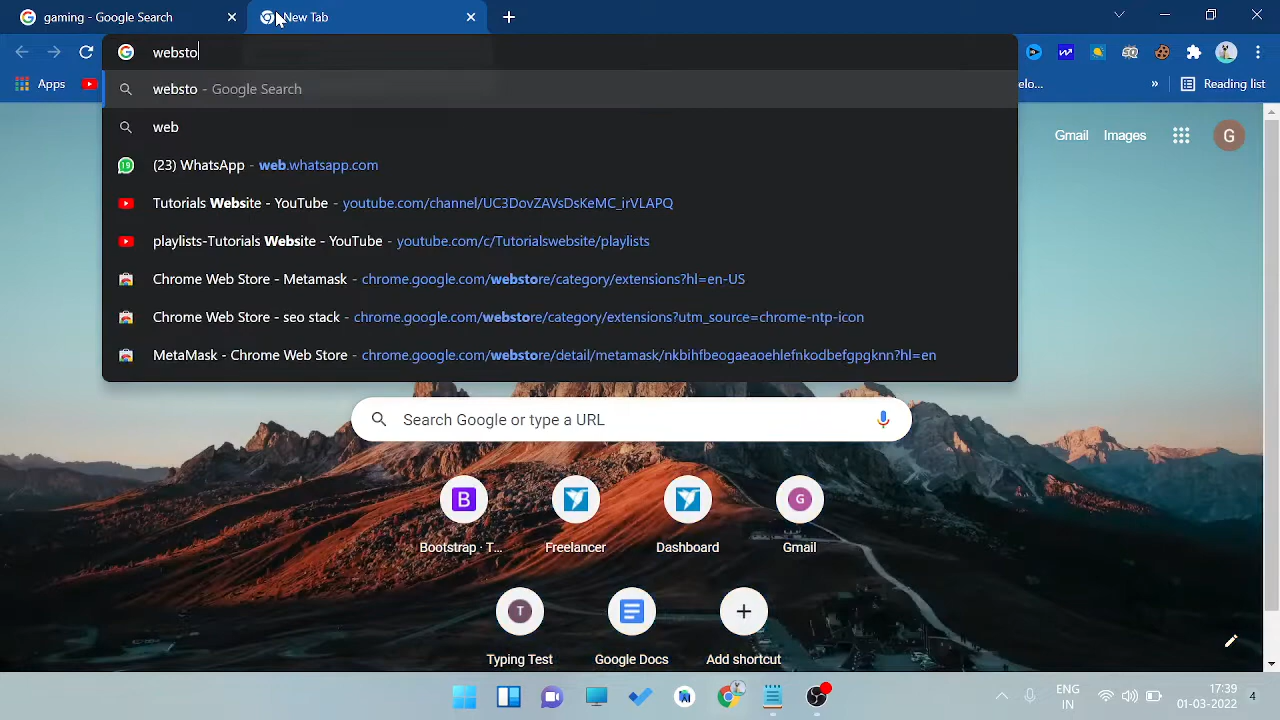 gaming - Google Search
New Tab
websto
Apps
elo...
»
Reading list
websto - Google Search
web
(23) WhatsApp - web.whatsapp.com
Tutorials Website - YouTube - youtube.com/channel/UC3DovZAVsDsKeMC_irVLAPQ
playlists-Tutorials Website - YouTube - youtube.com/c/Tutorialswebsite/playlists
Chrome Web Store - Metamask - chrome.google.com/webstore/category/extensions?hl=en-US
Chrome Web Store - seo stack - chrome.google.com/webstore/category/extensions?utm_source=chrome-ntp-icon
MetaMask - Chrome Web Store - chrome.google.com/webstore/detail/metamask/nkbihfbeogaeaoehlefnkodbefgpgknn?hl=en
Gmail Images
G
Search Google or type a URL
B
G
Bootstrap · T...
Freelancer
Dashboard
Gmail
T
Typing Test
Google Docs
Add shortcut
ENG
IN
17:39
01-03-2022
4